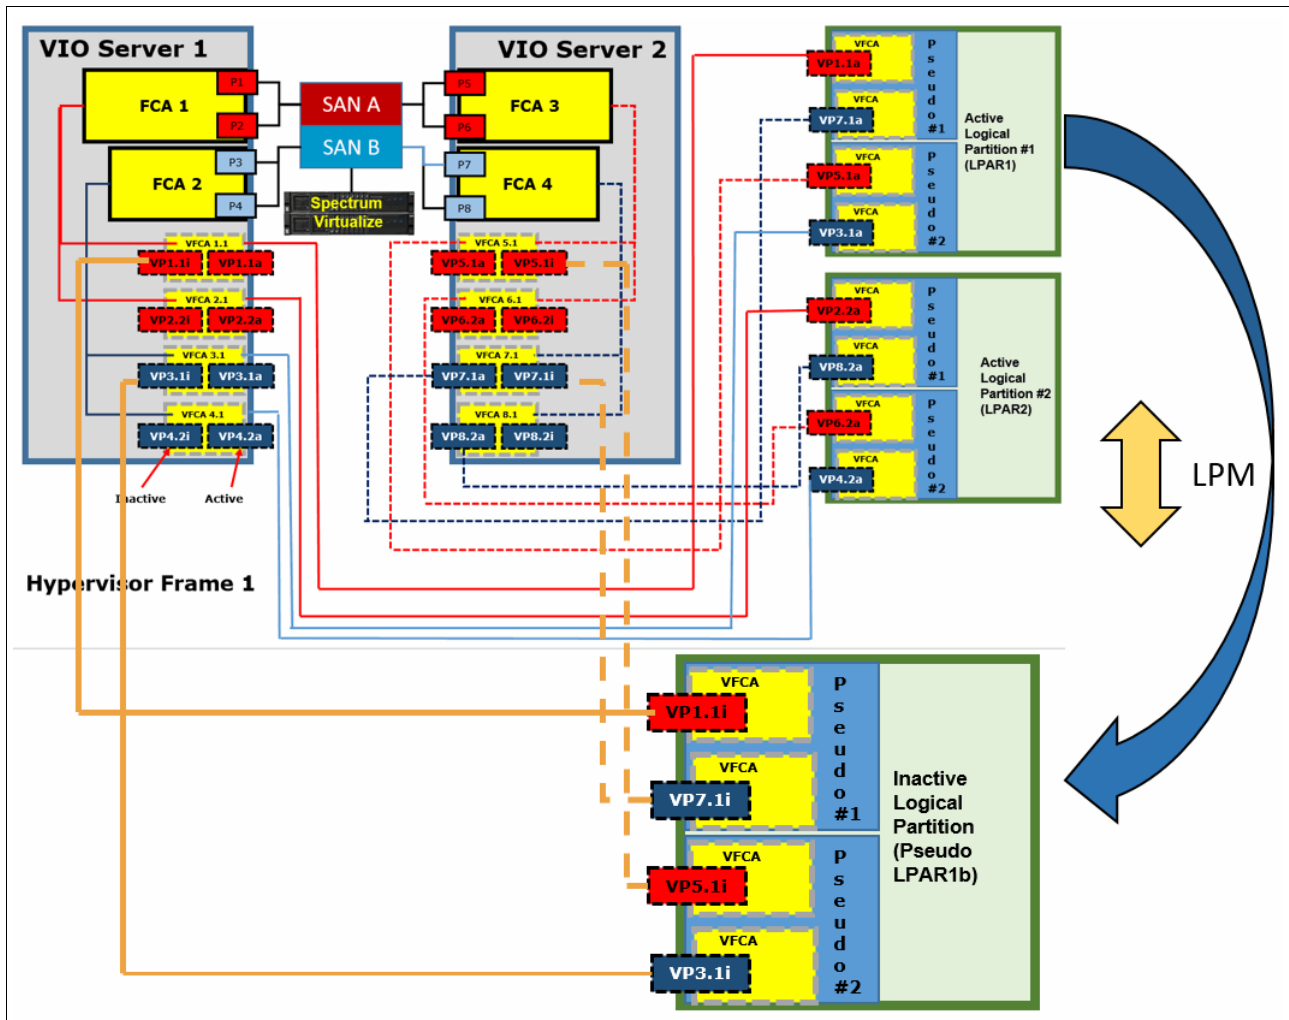 VIO Server 1
FCA 1
P1
P2
FCA 2
P3
P4
SAN A
SAN B
Spectrum
Virtualize
VIO Server 2
P5
P6
FCA 3
P7
P8
FCA 4
VFCA 1.1
VP1.1i VP1.1a
VFCA 2.1
VP2.2i VP2.2a
VFCA 3.1
VP3.1i VP3.1a
VFCA 4.1
VP4.2i VP4.2a
Inactive Active
VFCA 5.1
VP5.1a VP5.1i
VFCA 6.1
VP6.2a VP6.2i
VFCA 7.1
VP7.1a VP7.1i
VFCA 8.1
VP8.2a VP8.2i
Hypervisor Frame 1
VFCA
VP1.1a
VFCA
VP7.1a
Pseudo
#1
VFCA
VP5.1a
VFCA
VP3.1a
Pseudo
#2
Active
Logical
Partition #1
(LPAR1)
VFCA
VP2.2a
VFCA
VP8.2a
Pseudo
#1
VFCA
VP6.2a
VFCA
VP4.2a
Pseudo
#2
Active
Logical
Partition #2
(LPAR2)
LPM
VFCA
VP1.1i
VFCA
VP7.1i
Pseudo
#1
VFCA
VP5.1i
VFCA
VP3.1i
Pseudo
#2
Inactive
Logical
Partition
(Pseudo
LPAR1b)